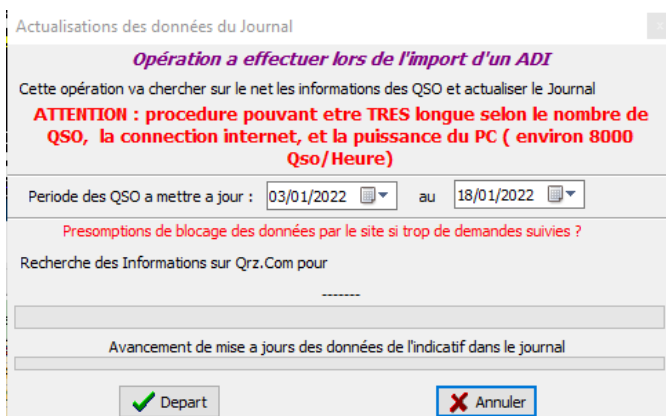 Actualisations des données du Journal
Opération a effectuer lors de l'import d'un ADI
Cette opération va chercher sur le net les informations des QSO et actualiser le Journal
ATTENTION : procedure pouvant etre TRES longue selon le nombre de
QSO, la connection internet, et la puissance du PC ( environ 8000
Qso/Heure)
Periode des QSO a mettre a jour : 03/01/2022 au 18/01/2022
Presomptions de blocage des données par le site si trop de demandes suivies ?
Recherche des Informations sur Qrz.Com pour
-------
Avancement de mise a jours des données de l'indicatif dans le journal
Depart Annuler